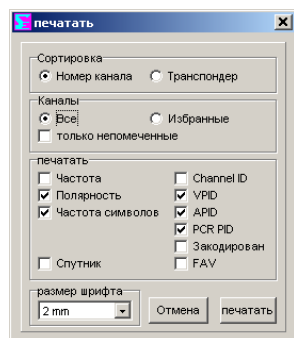 печатать
Сортировка
Номер канала Транспондер
Каналы
Все Избранные
только непомеченные
печатать
Частота Channel ID
Полярность VPID
Частота символов APID
PCR PID
Закодирован
Спутник FAV
размер шрифта
2 mm Отмена печатать